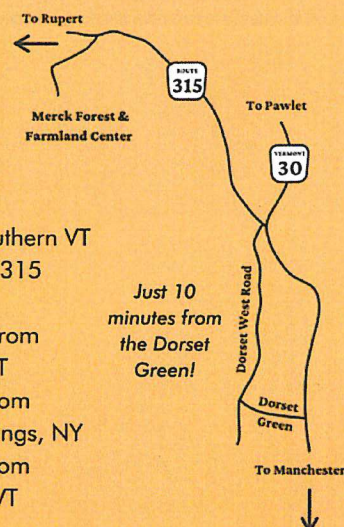 To Rupert
ROUTE
315
Merck Forest &
Farmland Center
To Pawlet
VERMONT
30
uthern VT
315
Just 10
minutes from
the Dorset
Green!
Dorset West Road
rom
T
om
ngs, NY
om
VT
Dorset
Green
To Manchester